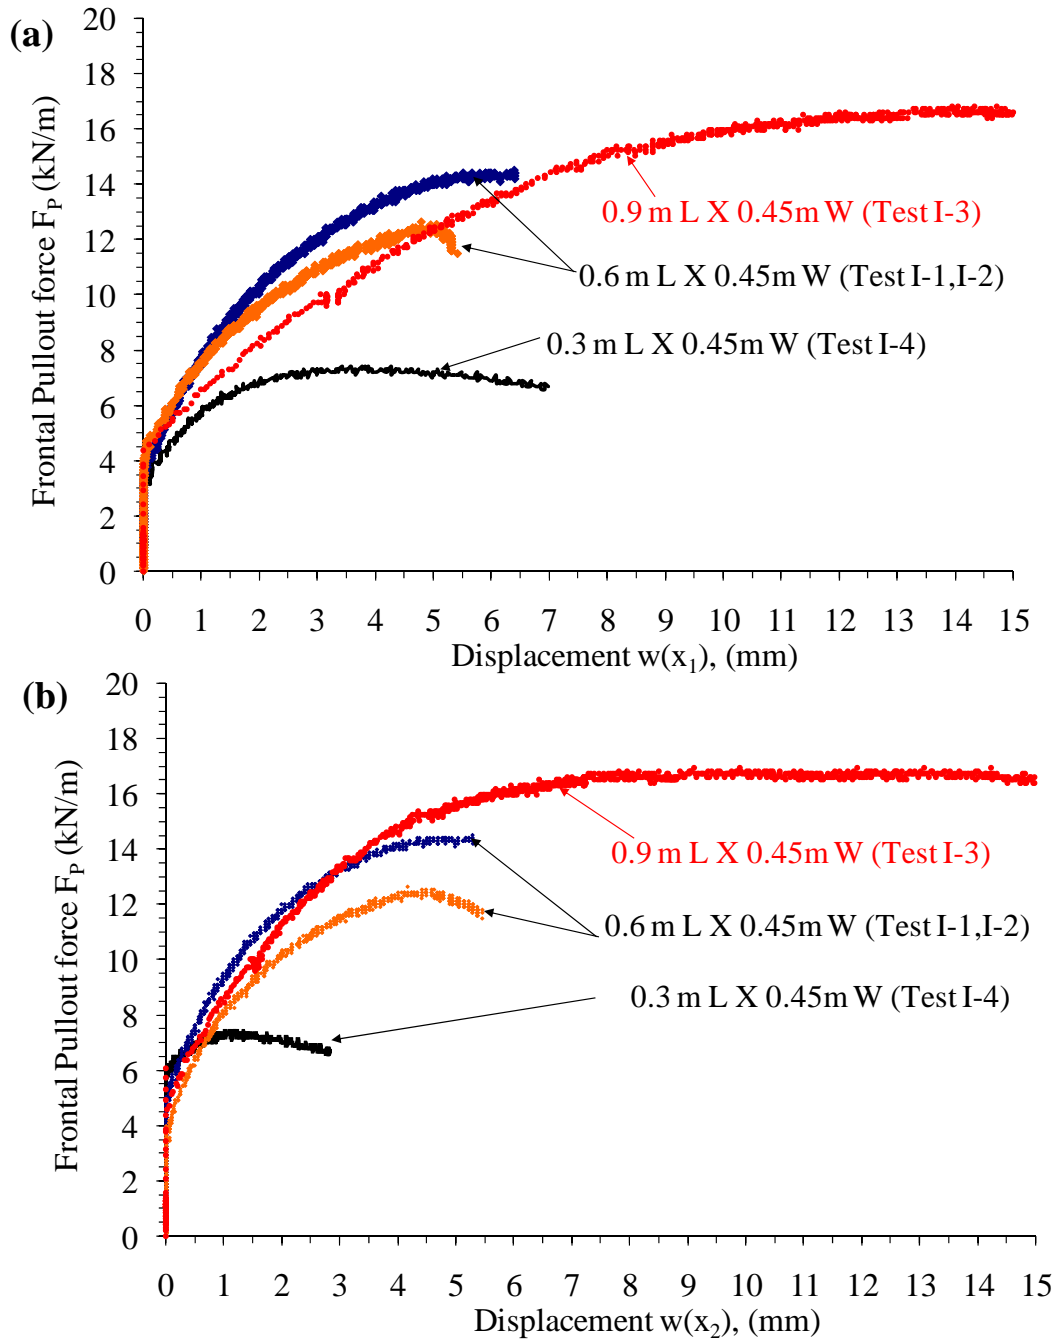 (a)
20
18
16
14
12
10
8
6
4
2
0
Frontal Pullout force F_P (kN/m)
0.9 m L X 0.45m W (Test I-3)
0.6 m L X 0.45m W (Test I-1,I-2)
0.3 m L X 0.45m W (Test I-4)
0 1 2 3 4 5 6 7 8 9 10 11 12 13 14 15
Displacement w(x_1), (mm)
(b)
20
18
16
14
12
10
8
6
4
2
0
Frontal Pullout force F_P (kN/m)
0.9 m L X 0.45m W (Test I-3)
0.6 m L X 0.45m W (Test I-1,I-2)
0.3 m L X 0.45m W (Test I-4)
0 1 2 3 4 5 6 7 8 9 10 11 12 13 14 15
Displacement w(x_2), (mm)